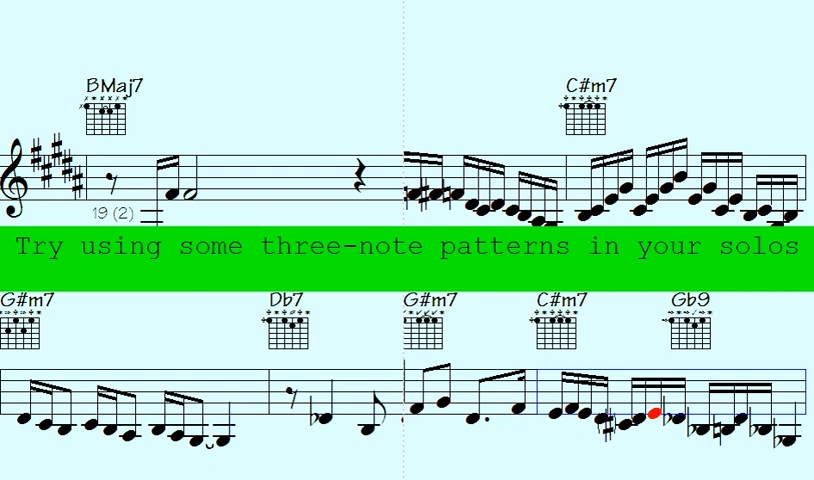 BMaj7 C#m7
19 (2)
Try using some three-note patterns in your solos
G#m7 Db7 G#m7 C#m7 Gb9